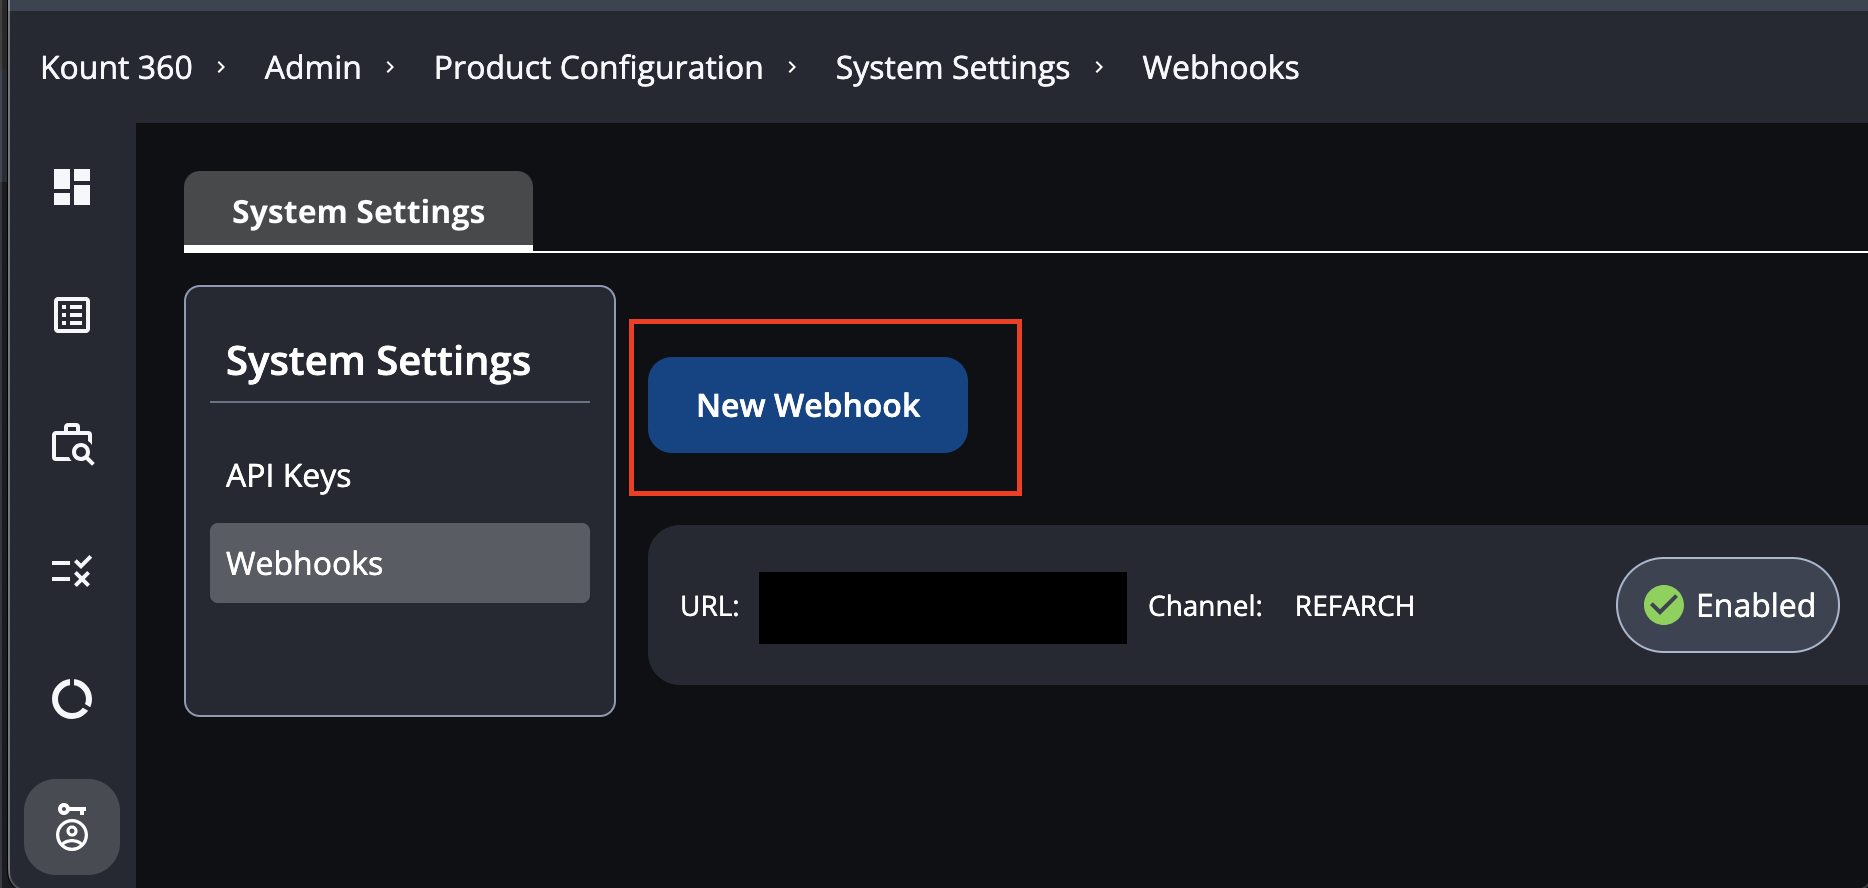 Kount 360 > Admin > Product Configuration > System Settings > Webhooks
System Settings
System Settings
API Keys
Webhooks
New Webhook
URL: Channel: REFARCH Enabled